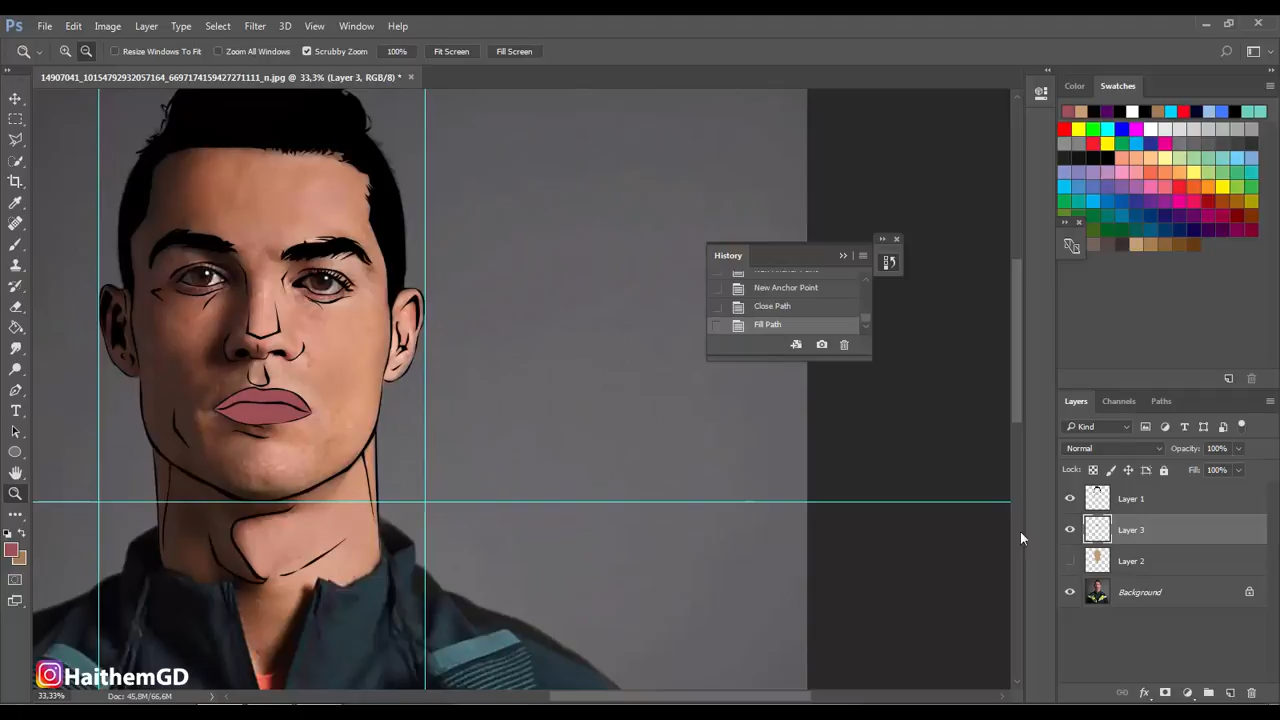 Ps File Edit Image Layer Type Select Filter 3D View Window Help
Resize Windows To Fit Zoom All Windows Scrubby Zoom 100% Fit Screen Fill Screen
14907041_10154792932057164_6697174159427271111_n.jpg @ 33,3% (Layer 3, RGB/8) *
Color Swatches
History
New Anchor Point
Close Path
Fill Path
Layers Channels Paths
Kind
Normal Opacity: 100%
Lock: Fill: 100%
Layer 1
Layer 3
Layer 2
Background
HaithemGD
33,33% Doc: 45,8M/66,6M